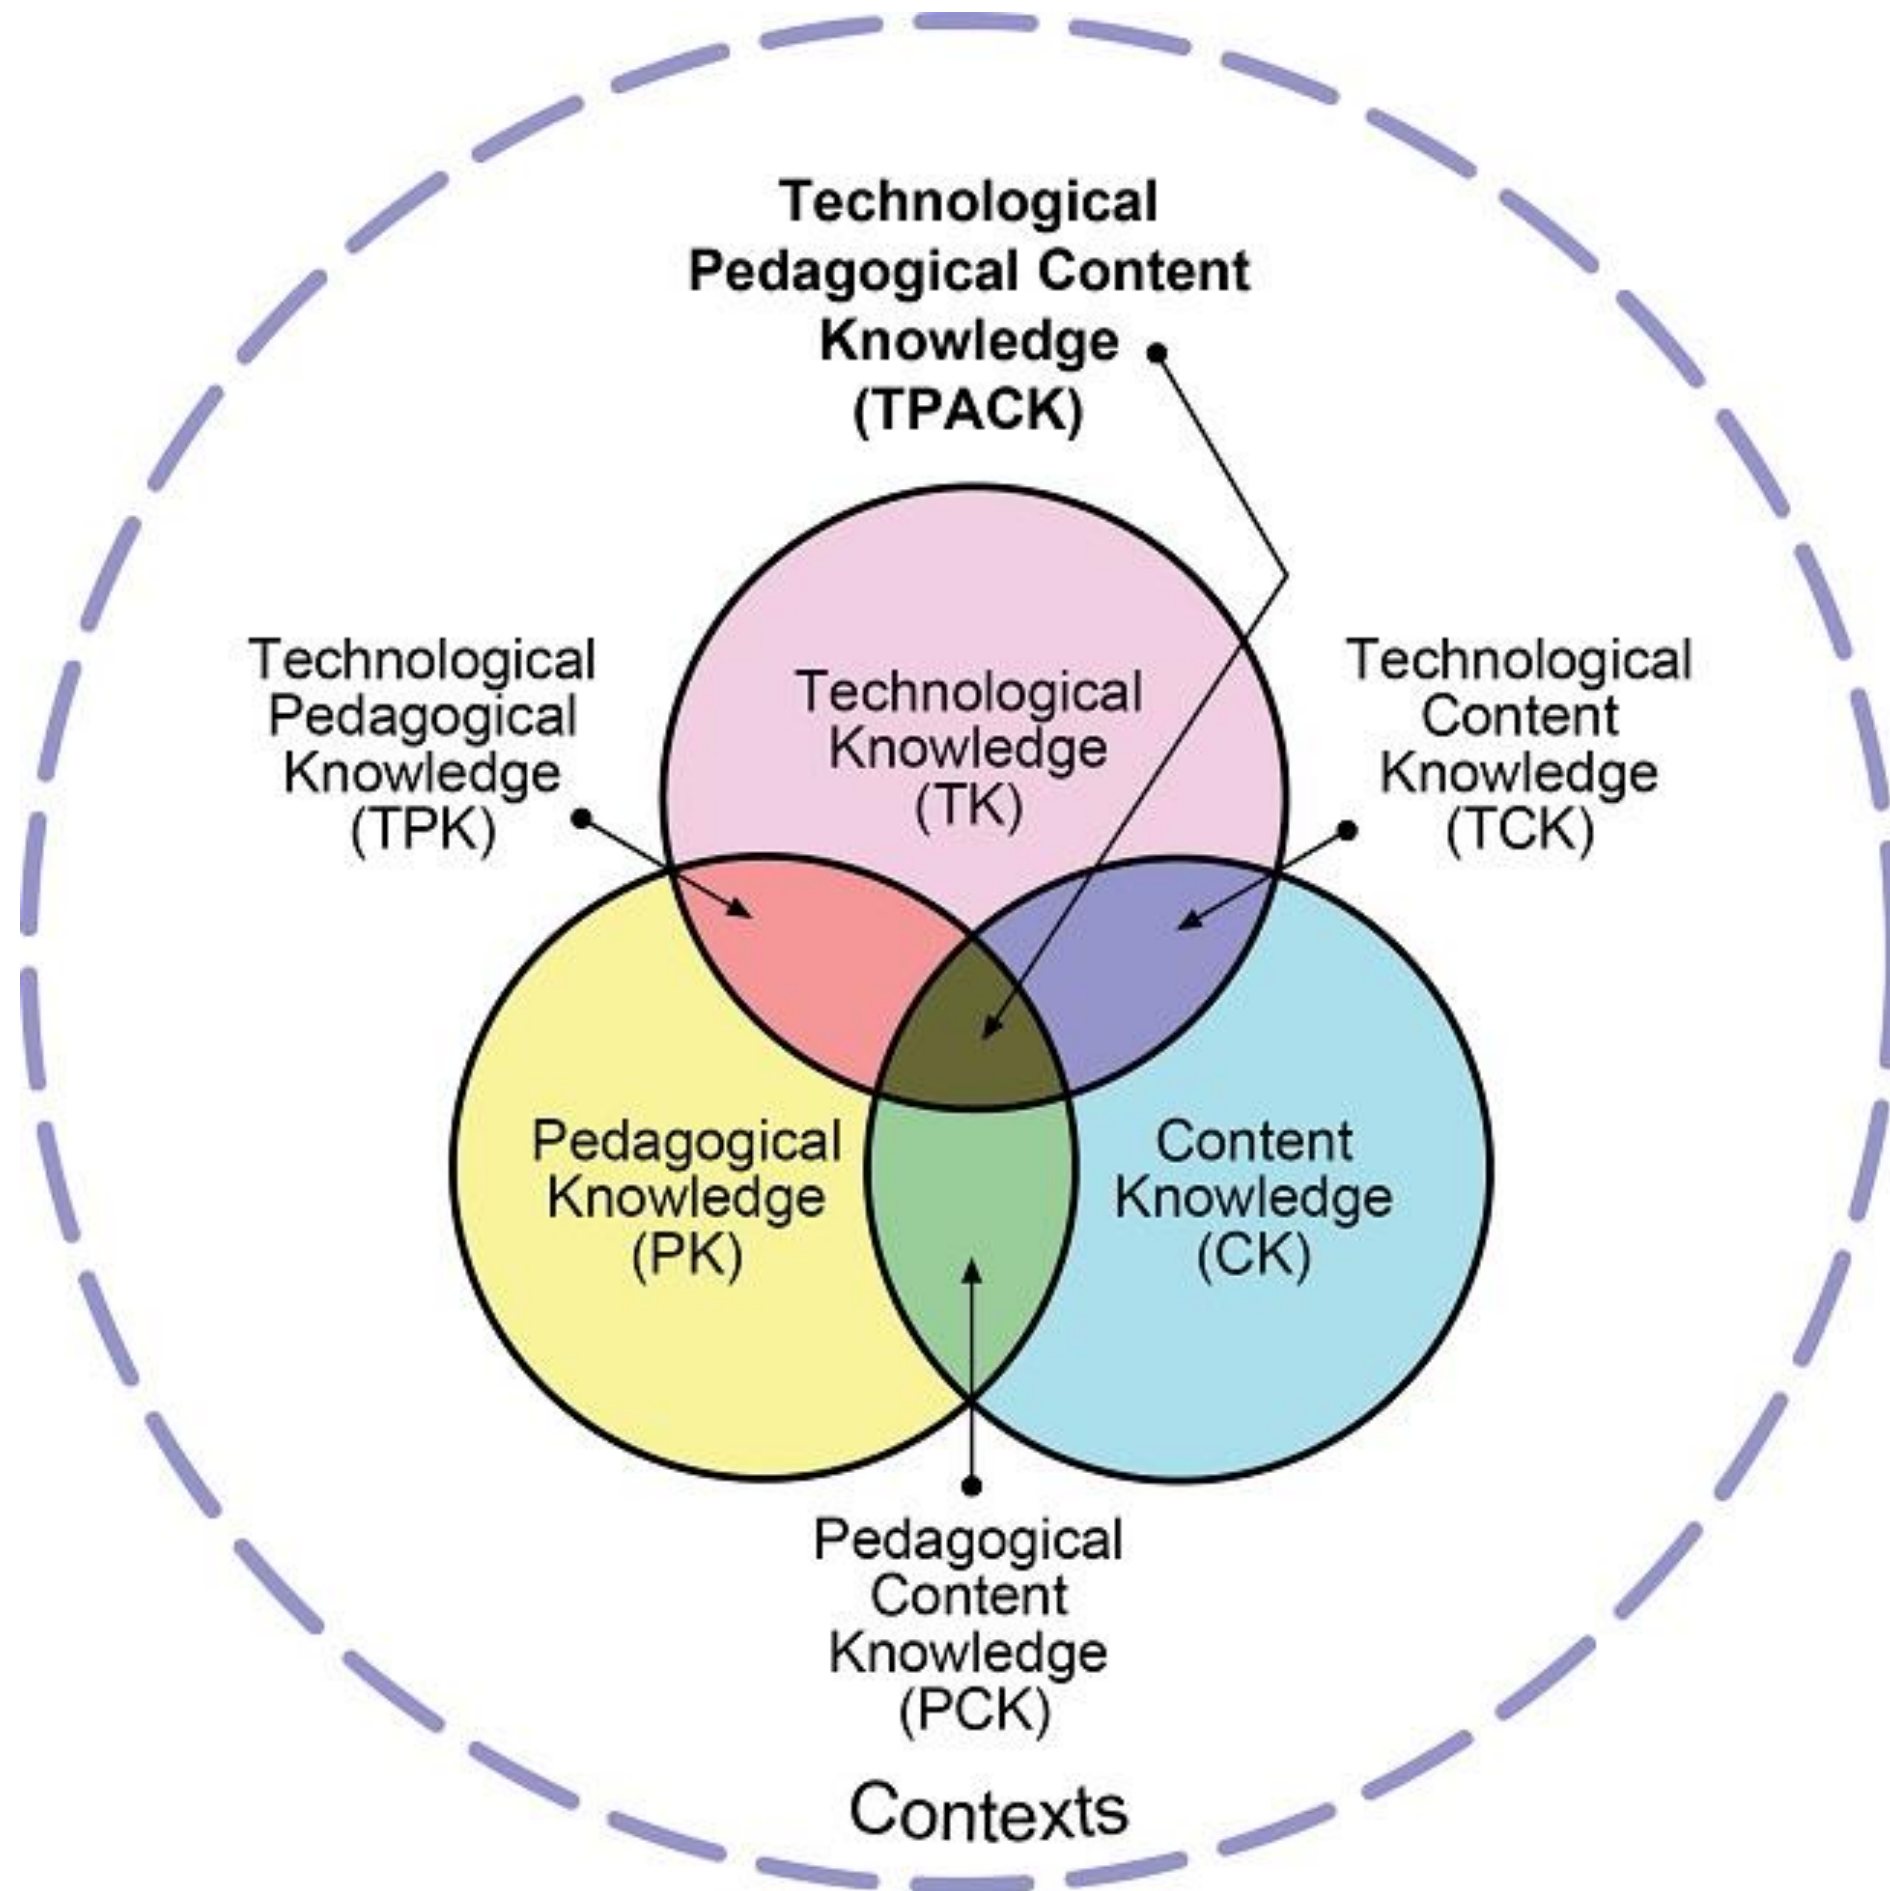 Technological
Pedagogical Content
Knowledge
(TPACK)
Technological
Pedagogical
Knowledge
(TPK)
Technological
Knowledge
(TK)
Technological
Content
Knowledge
(TCK)
Pedagogical
Knowledge
(PK)
Content
Knowledge
(CK)
Pedagogical
Content
Knowledge
(PCK)
Contexts